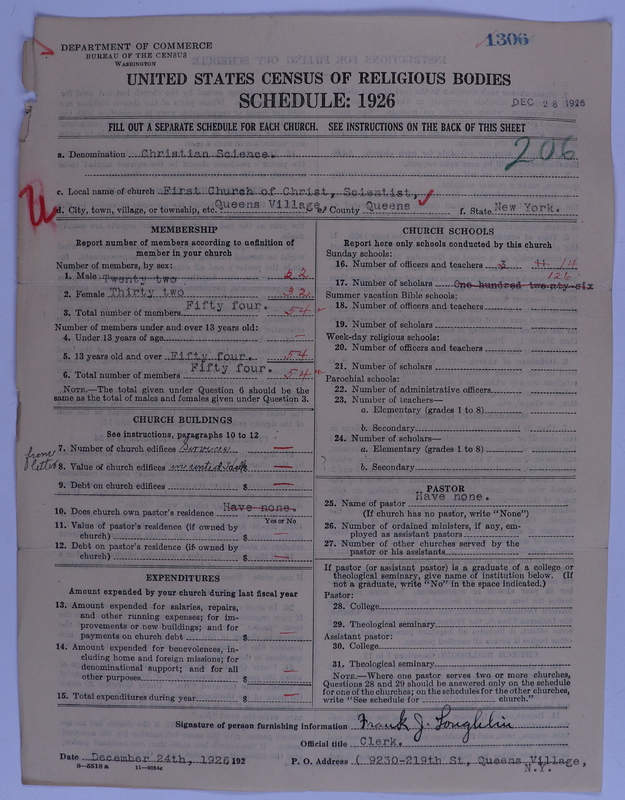 1306
DEPARTMENT OF COMMERCE
BUREAU OF THE CENSUS
WASHINGTON
UNITED STATES CENSUS OF RELIGIOUS BODIES
SCHEDULE: 1926
DEC 28 1926
FILL OUT A SEPARATE SCHEDULE FOR EACH CHURCH. SEE INSTRUCTIONS ON THE BACK OF THIS SHEET
206
a. Denomination Christian Science.
c. Local name of church First Church of Christ, Scientist,
d. City, town, village, or township, etc. Queens Village e. County Queens f. State New York.
MEMBERSHIP
Report number of members according to definition of
member in your church
Number of members, by sex:
1. Male Twenty two 22
2. Female Thirty two 32
3. Total number of members Fifty four. 54
Number of members under and over 13 years old:
4. Under 13 years of age —
5. 13 years old and over Fifty four. 54
6. Total number of members Fifty four. 54
NOTE.—The total given under Question 6 should be the
same as the total of males and females given under Question 3.
CHURCH BUILDINGS
See instructions, paragraphs 10 to 12
from
letter
7. Number of church edifices Services —
8. Value of church edifices —
9. Debt on church edifices $ —
10. Does church own pastor's residence Have none.
Yes or No
11. Value of pastor's residence (if owned by
church) $ —
12. Debt on pastor's residence (if owned by
church) $ —
EXPENDITURES
Amount expended by your church during last fiscal year
13. Amount expended for salaries, repairs,
and other running expenses; for im-
provements or new buildings; and for
payments on church debt $ —
14. Amount expended for benevolences, in-
cluding home and foreign missions; for
denominational support; and for all
other purposes $ —
15. Total expenditures during year $ —
CHURCH SCHOOLS
Report here only schools conducted by this church
Sunday schools:
16. Number of officers and teachers 3 11 14
126
17. Number of scholars One hundred twenty-six
Summer vacation Bible schools:
18. Number of officers and teachers
19. Number of scholars
Week-day religious schools:
20. Number of officers and teachers
21. Number of scholars
Parochial schools:
22. Number of administrative officers
23. Number of teachers—
a. Elementary (grades 1 to 8)
b. Secondary
24. Number of scholars—
a. Elementary (grades 1 to 8)
? b. Secondary
PASTOR
25. Name of pastor Have none.
(If church has no pastor, write "None")
26. Number of ordained ministers, if any, em-
ployed as assistant pastors
27. Number of other churches served by the
pastor or his assistants
If pastor (or assistant pastor) is a graduate of a college or
theological seminary, give name of institution below. (If
not a graduate, write "No" in the space indicated.)
Pastor:
28. College
29. Theological seminary
Assistant pastor:
30. College
31. Theological seminary
NOTE.—Where one pastor serves two or more churches,
Questions 28 and 29 should be answered only on the schedule
for one of the churches; on the schedules for the other churches,
write "See schedule for church."
Signature of person furnishing information Frank J. Loughlin
Official title Clerk.
Date December 24th, 1926 192 P. O. Address ( 9230-219th St, Queens Village,
N.Y.
8—5518a 11—9084c